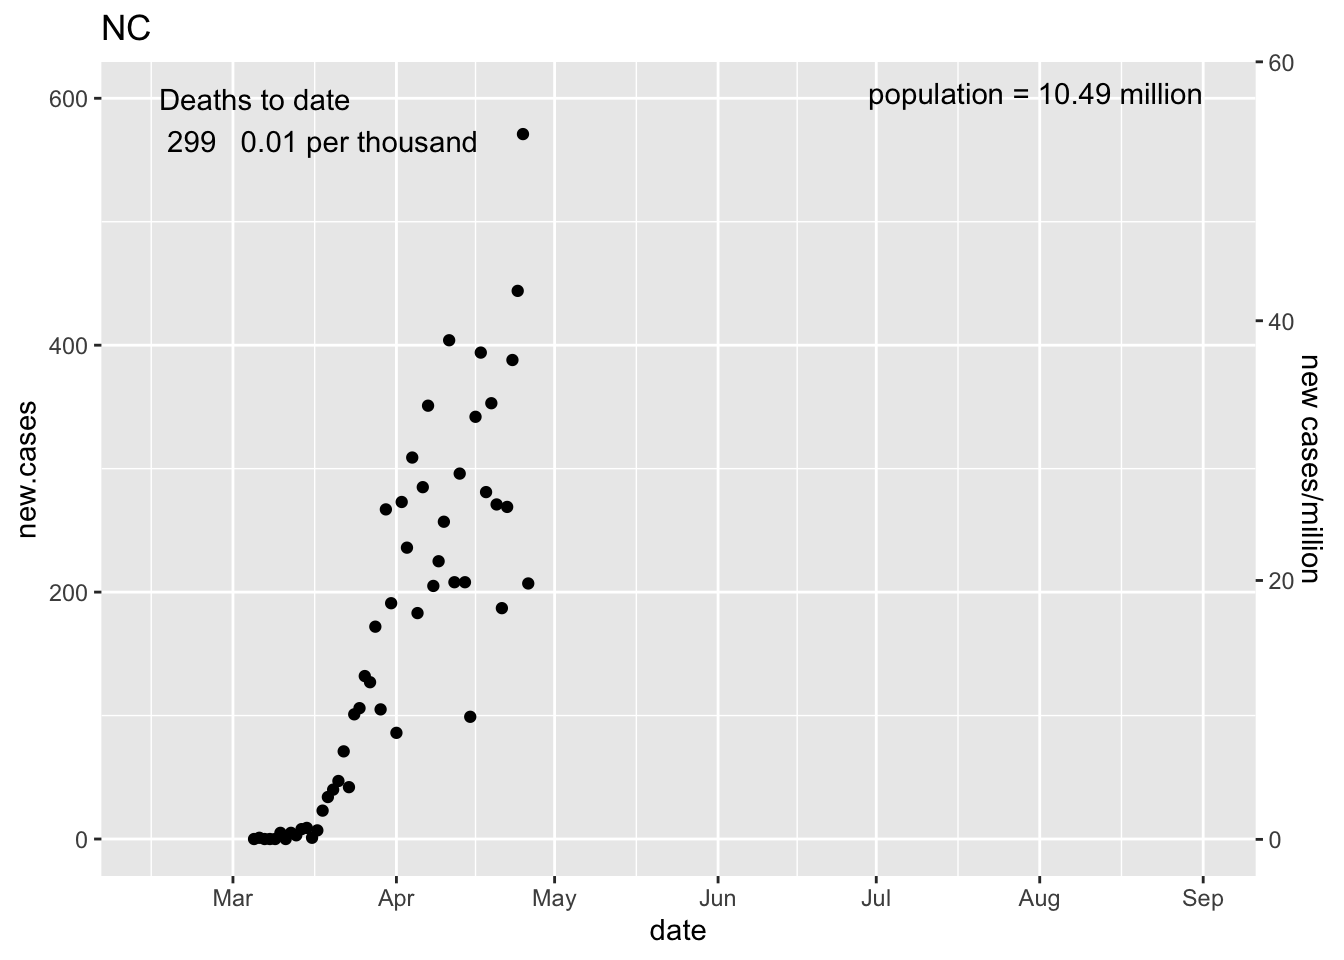 NC
Deaths to date
299 0.01 per thousand
population = 10.49 million
600
400
200
0
new.cases
60
40
20
0
new cases/million
Mar Apr May Jun Jul Aug Sep
date